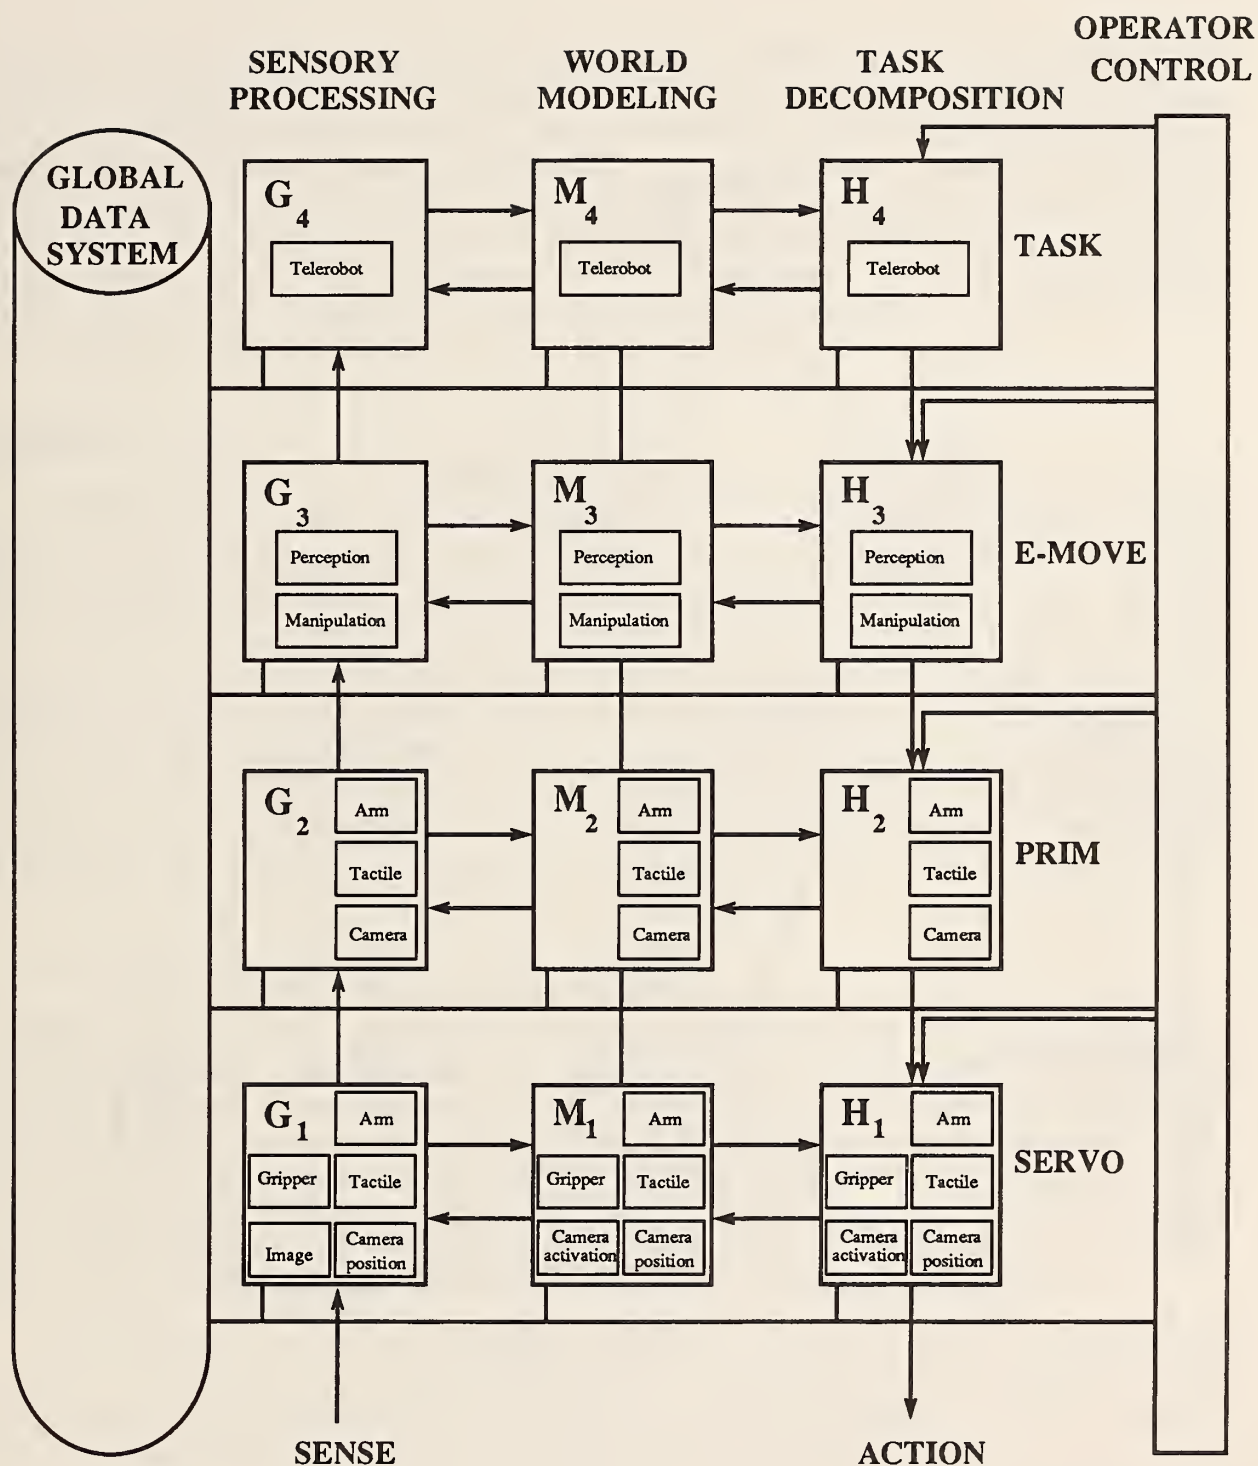 OPERATOR
CONTROL
SENSORY
PROCESSING
WORLD
MODELING
TASK
DECOMPOSITION
GLOBAL
DATA
SYSTEM
G4
Telerobot
M4
Telerobot
H4
Telerobot
TASK
G3
Perception
Manipulation
M3
Perception
Manipulation
H3
Perception
Manipulation
E-MOVE
G2
Arm
Tactile
Camera
M2
Arm
Tactile
Camera
H2
Arm
Tactile
Camera
PRIM
G1
Arm
Gripper
Tactile
Image
Camera
position
M1
Arm
Gripper
Tactile
Camera
activation
Camera
position
H1
Arm
Gripper
Tactile
Camera
activation
Camera
position
SERVO
SENSE
ACTION